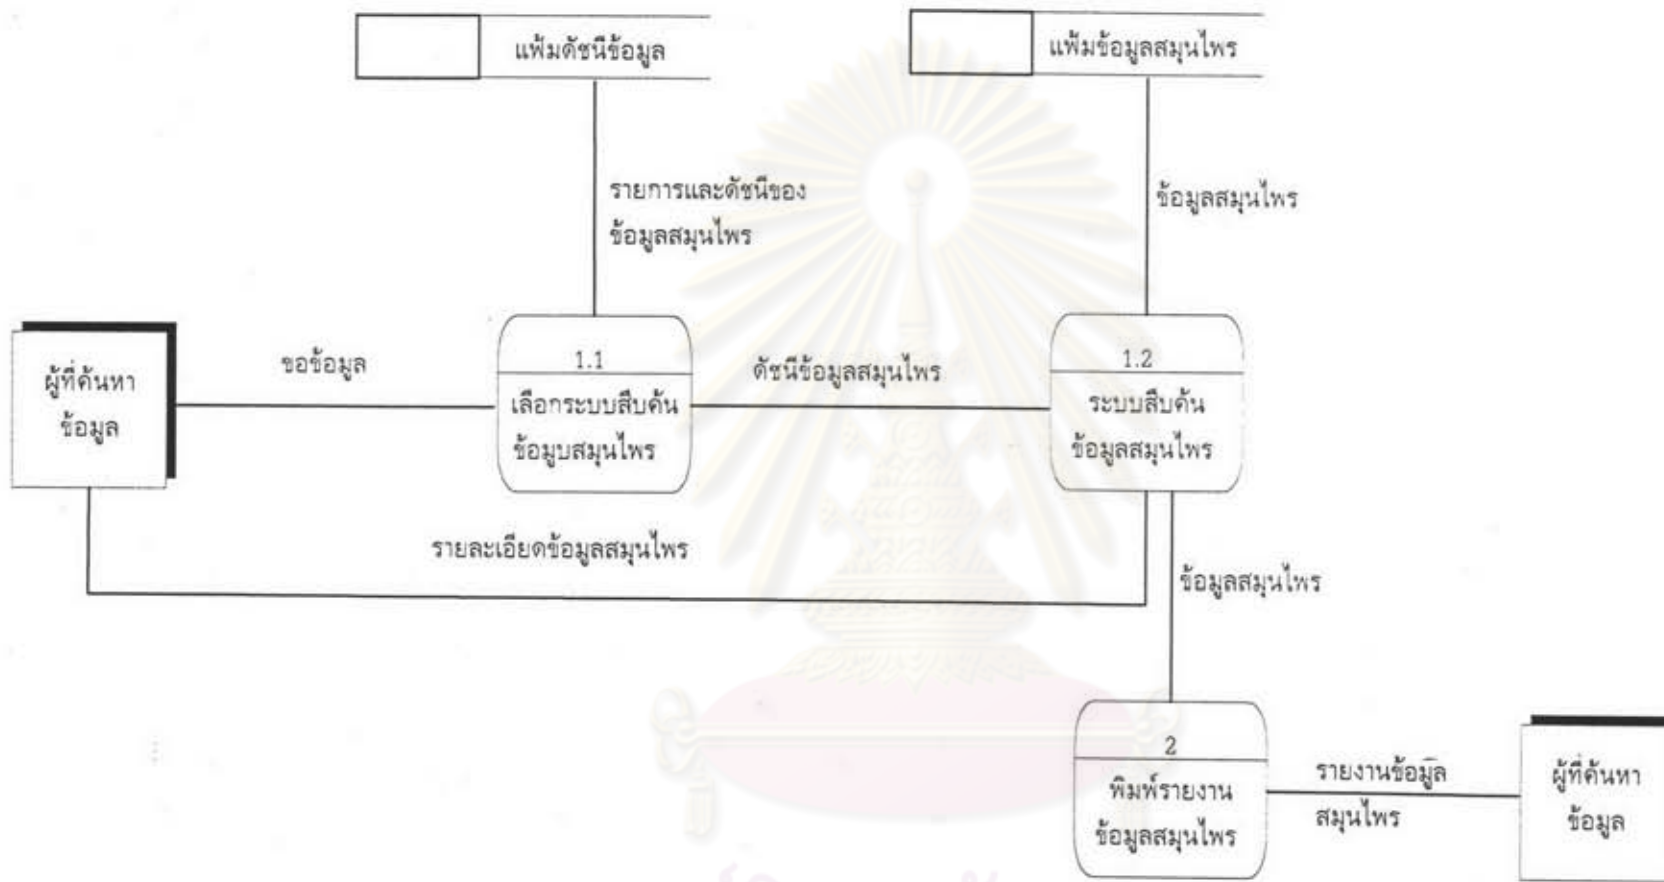 แฟ้มดัชนีข้อมูล
แฟ้มข้อมูลสมุนไพร
รายการและดัชนีของ
ข้อมูลสมุนไพร
ข้อมูลสมุนไพร
ผู้ที่ค้นหา
ข้อมูล
ขอข้อมูล
1.1
เลือกระบบสืบค้น
ข้อมูบสมุนไพร
ดัชนีข้อมูลสมุนไพร
1.2
ระบบสืบค้น
ข้อมูลสมุนไพร
รายละเอียดข้อมูลสมุนไพร
ข้อมูลสมุนไพร
2
พิมพ์รายงาน
ข้อมูลสมุนไพร
รายงานข้อมูล
สมุนไพร
ผู้ที่ค้นหา
ข้อมูล